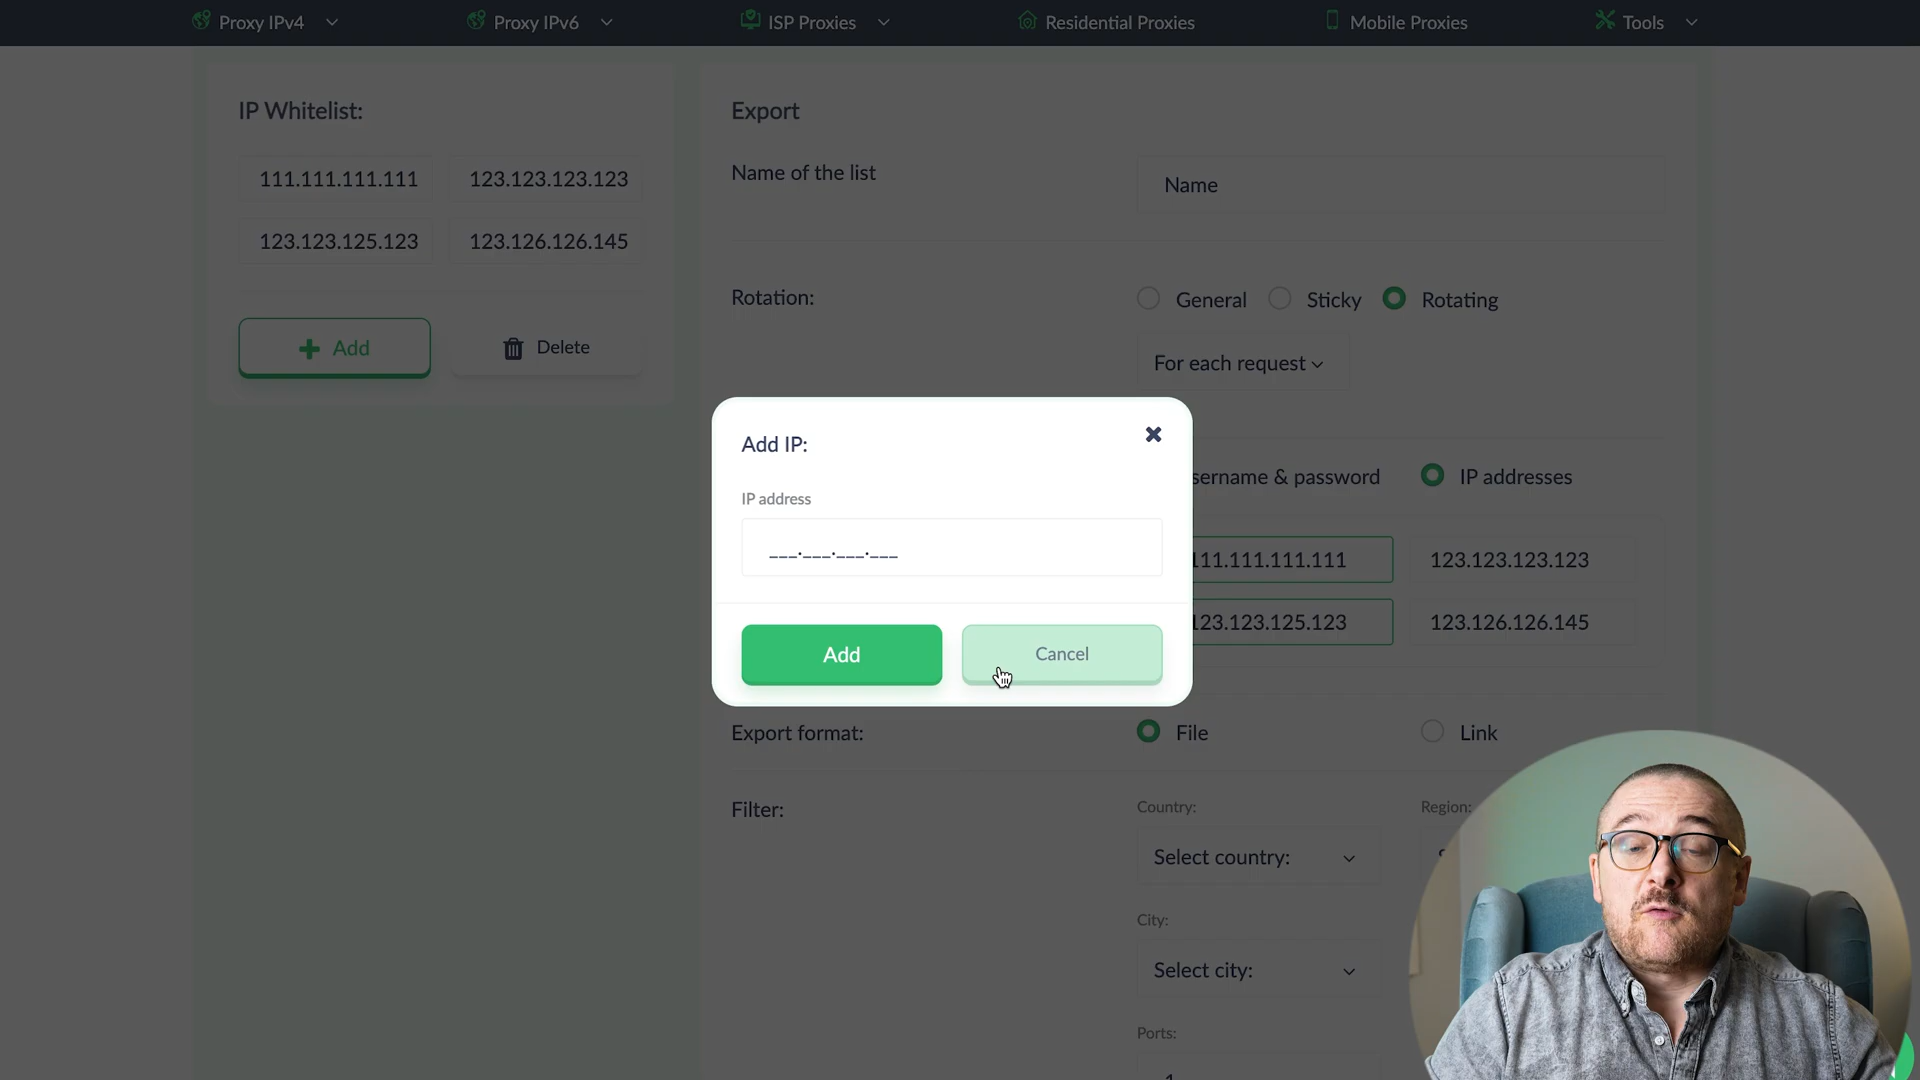 Proxy IPv4
Proxy IPv6
ISP Proxies
Residential Proxies
Mobile Proxies
Tools
IP Whitelist:
111.111.111.111
123.123.123.123
123.123.125.123
123.126.126.145
Add
Delete
Export
Name of the list
Name
Rotation:
General
Sticky
Rotating
For each request
Add IP:
IP address
___.___.___.___
Add
Cancel
sername & password
IP addresses
111.111.111.111
123.123.123.123
123.123.125.123
123.126.126.145
Export format:
File
Link
Filter:
Country:
Region:
Select country:
City:
Select city:
Ports: